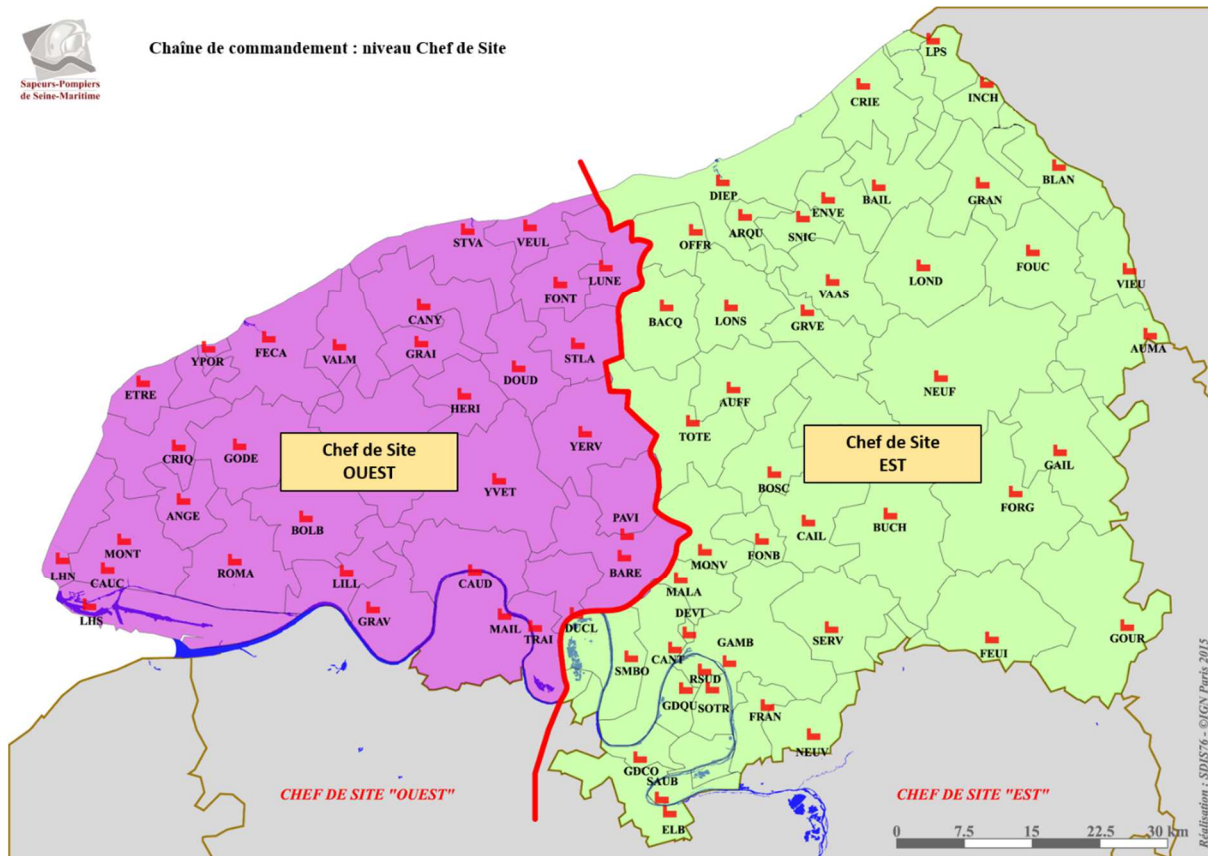 Chaîne de commandement : niveau Chef de Site
Sapeurs-Pompiers
de Seine-Maritime
LPS
INCH
CRIE
BLAN
DIEP
BAIL
GRAN
ENVE
ARQU
SNIC
OFFR
STVA
VEUL
LUNE
FONT
LOND
FOUC
VIEU
VAAS
CANY
BACQ
LONS
GRVE
AUMA
YPOR
FECA
VALM
GRAI
STLA
DOUD
NEUF
ETRE
HERI
AUFF
TOTE
CRIQ
GODE
Chef de Site
OUEST
YERV
Chef de Site
EST
GAIL
YVET
BOSC
FORG
ANGE
BOLB
PAVI
CAIL
BUCH
MONT
FONB
MONV
LHN
CAUC
ROMA
LILL
CAUD
BARE
MALA
LHS
GRAV
MAIL
TRAI
DUCL
DEVI
SERV
GOUR
FEUI
GAMB
CANT
SMBO
RSUD
GDQU
SOTR
FRAN
NEUV
GDCO
SAUB
ELB
CHEF DE SITE "OUEST"
CHEF DE SITE "EST"
0 7.5 15 22.5 30 km
Réalisation : SDIS76 - ©IGN Paris 2015